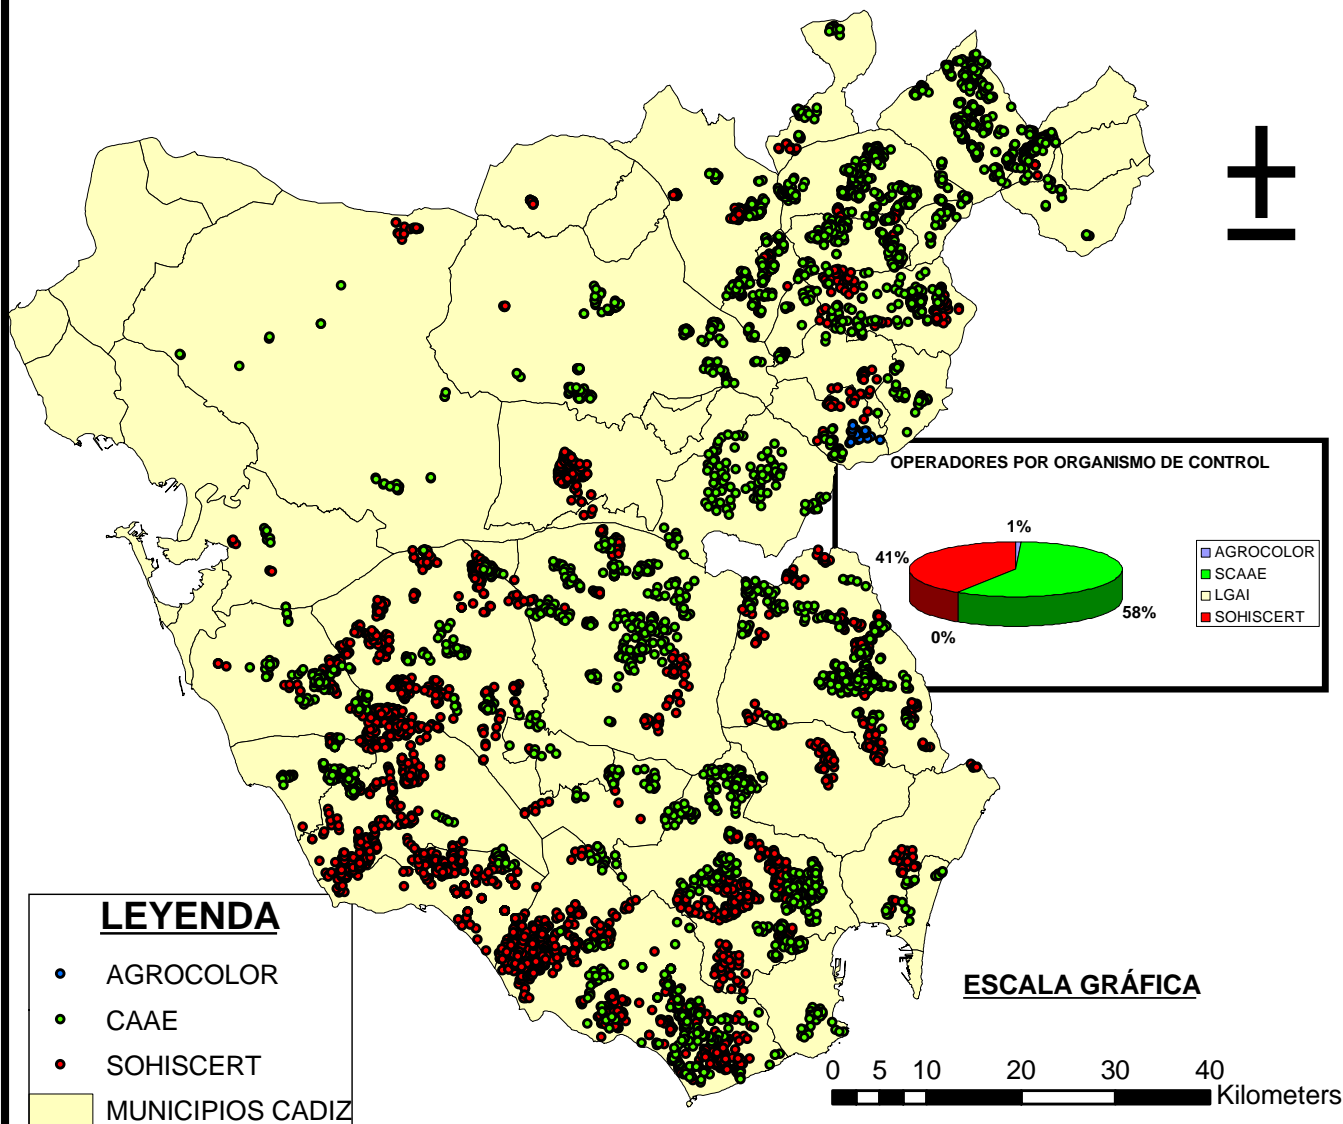 OPERADORES POR ORGANISMO DE CONTROL
1%
41%
58%
0%
AGROCOLOR
SCAAE
LGAI
SOHISCERT
LEYENDA
AGROCOLOR
CAAE
SOHISCERT
MUNICIPIOS CADIZ
ESCALA GRÁFICA
0 5 10 20 30 40
Kilometers